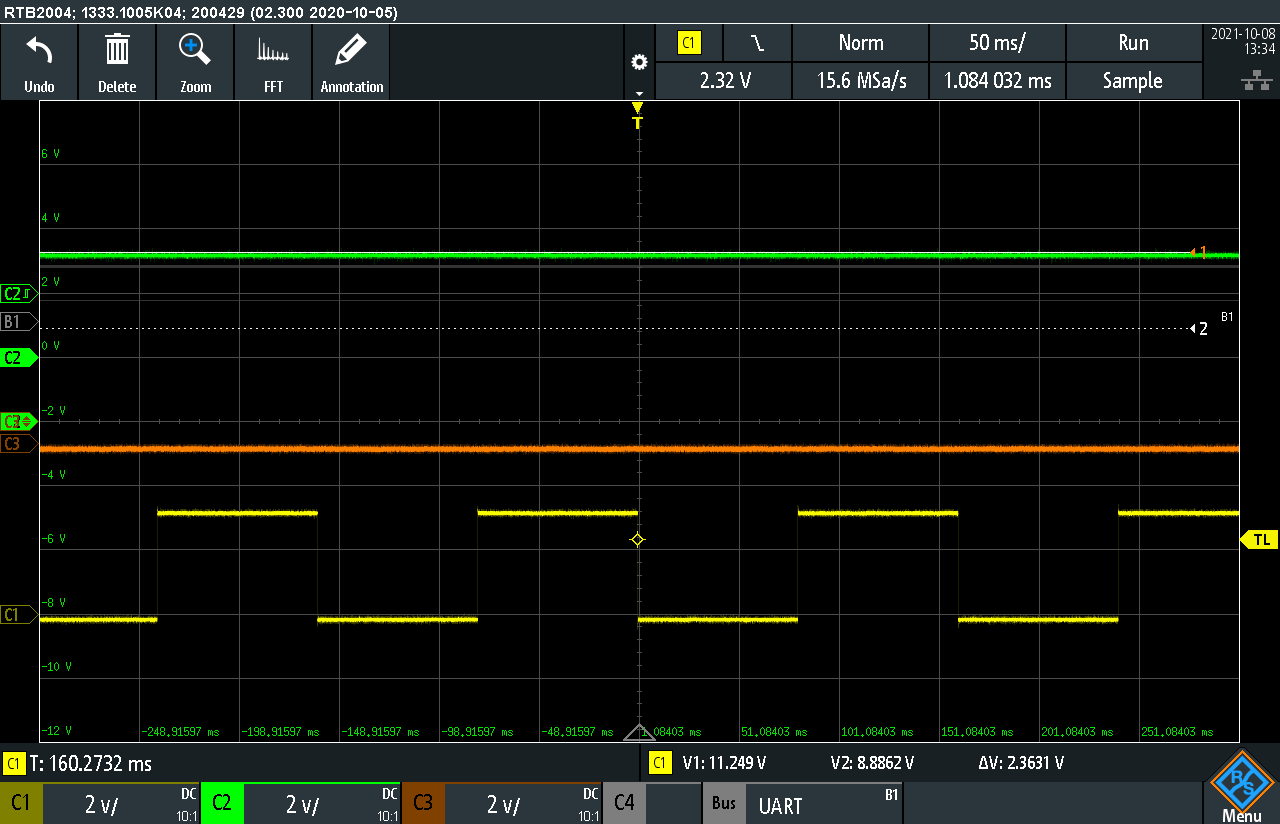 RTB2004; 1333.1005K04; 200429 (02.300 2020-10-05)
Undo Delete Zoom FFT Annotation
C1 Norm 50 ms/ Run
2.32 V 15.6 MSa/s 1.084 032 ms Sample
2021-10-08
13:34
T
6 V
4 V
1
2 V
C2
B1
B1
2
0 V
C2
-2 V
C3
-4 V
-6 V
TL
-8 V
C1
-10 V
-12 V
-248,91597 ms -198,91597 ms -148,91597 ms -98,91597 ms -48,91597 ms 1,08403 ms 51,08403 ms 101,08403 ms 151,08403 ms 201,08403 ms 251,08403 ms
C1 T: 160.2732 ms C1 V1: 11.249 V V2: 8.8862 V ΔV: 2.3631 V
C1 2 V/ DC 10:1 C2 2 V/ DC 10:1 C3 2 V/ DC 10:1 C4 Bus UART B1
R S
Menu